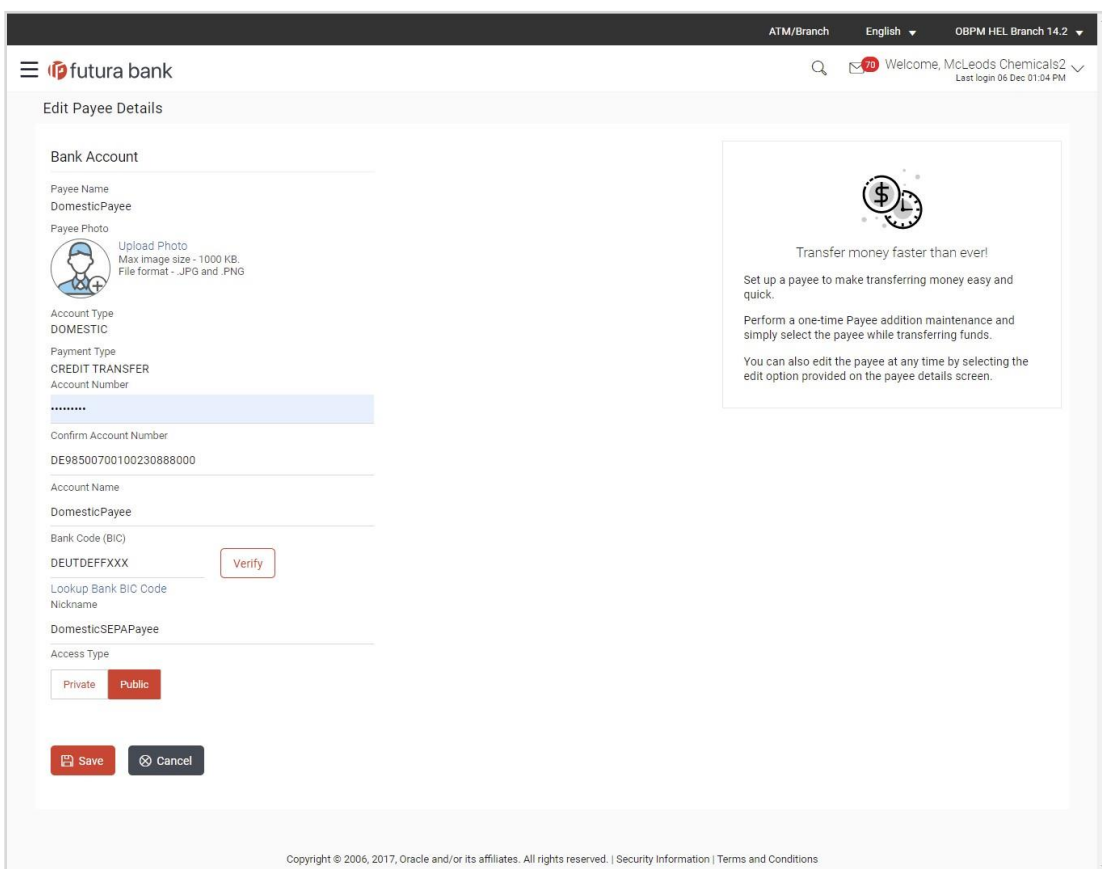 ATM/Branch English OBPM HEL Branch 14.2
futura bank 70 Welcome, McLeods Chemicals2
Last login 06 Dec 01:04 PM
Edit Payee Details
Bank Account
Payee Name
DomesticPayee
Payee Photo
Upload Photo
Max image size - 1000 KB.
File format - .JPG and .PNG
Account Type
DOMESTIC
Payment Type
CREDIT TRANSFER
Account Number
•••••••••
Confirm Account Number
DE98500700100230888000
Account Name
DomesticPayee
Bank Code (BIC)
DEUTDEFFXXX Verify
Lookup Bank BIC Code
Nickname
DomesticSEPAPayee
Access Type
Private Public
Save Cancel
Transfer money faster than ever!
Set up a payee to make transferring money easy and
quick.
Perform a one-time Payee addition maintenance and
simply select the payee while transferring funds.
You can also edit the payee at any time by selecting the
edit option provided on the payee details screen.
Copyright © 2006, 2017, Oracle and/or its affiliates. All rights reserved. | Security Information | Terms and Conditions